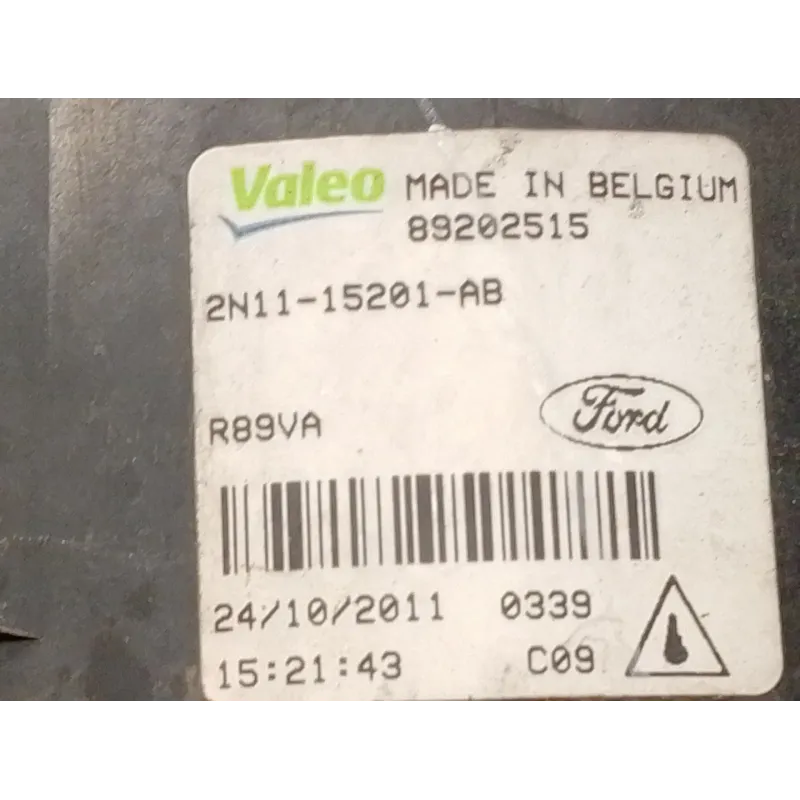 Valeo MADE IN BELGIUM
89202515
2N11-15201-AB
R89VA Ford
24/10/2011 0339
15:21:43 C09